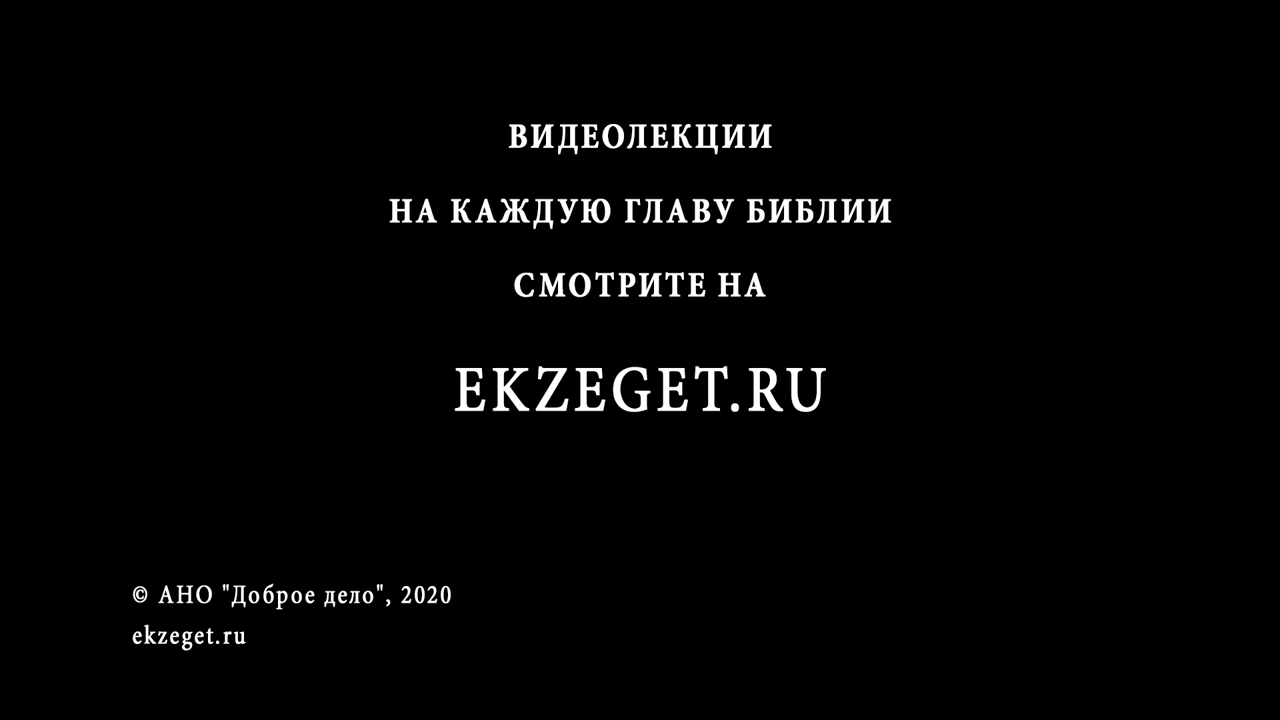 ВИДЕОЛЕКЦИИ
НА КАЖДУЮ ГЛАВУ БИБЛИИ
СМОТРИТЕ НА
EKZEGET.RU
© АНО "Доброе дело", 2020
ekzeget.ru